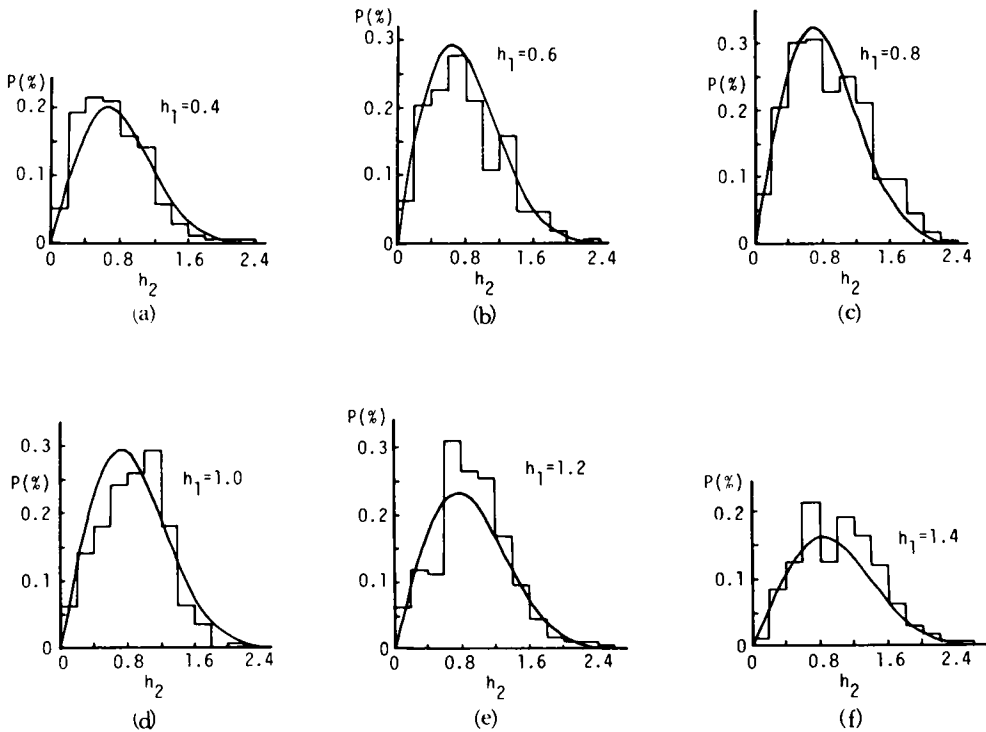 P(%)
0.2
0.1
0
h1=0.4
0 0.8 1.6 2.4
h2
(a)
P(%)
0.3
0.2
0.1
0
h1=0.6
0 0.8 1.6 2.4
h2
(b)
0.3
P(%)
0.2
0.1
0.
h1=0.8
0 0.8 1.6 2.4
h2
(c)
0.3
P(%)
0.2
0.1
0
h1=1.0
0 0.8 1.6 2.4
h2
(d)
P(%)
0.3
0.2
0.1
0
h1=1.2
0 0.8 1.6 2.4
h2
(e)
P(%)
0.2
0.1
0
h1=1.4
0 0.8 1.6 2.4
h2
(f)